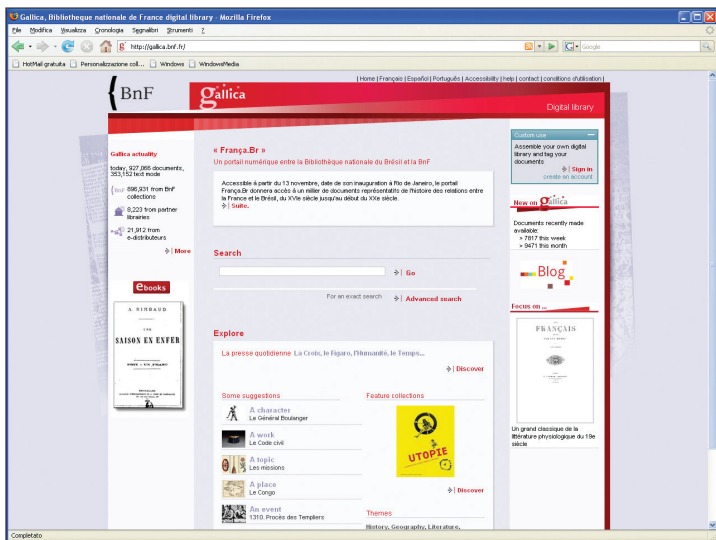 Gallica, Bibliotheque nationale de France digital library - Mozilla Firefox
File Modifica Visualizza Cronologia Segnalibri Strumenti ?
http://gallica.bnf.fr/
Google
HotMail gratuita Personalizzazione coll... Windows WindowsMedia
| Home | Français | Español | Português | Accessibility | help | contact | conditions d'utilisation |
BnF
Gallica
Digital library
Gallica actuality
today, 927,866 documents,
353,152 text mode
BnF 896,931 from BnF
collections
8,223 from partner
libraries
21,912 from
e-distributeurs
More
ebooks
A. RIMBAUD
UNE
SAISON EN ENFER
PRIX : UN FRANC
BRUXELLES
« França.Br »
Un portail numérique entre la Bibliothèque nationale du Brésil et la BnF
Accessible à partir du 13 novembre, date de son inauguration à Rio de Janeiro, le portail
França.Br donnera accès à un millier de documents représentatifs de l'histoire des relations entre
la France et le Brésil, du XVIe siècle jusqu'au début du XXe siècle.
Suite.
Search
Go
For an exact search
Advanced search
Explore
La presse quotidienne La Croix, le Figaro, l'Humanité, le Temps...
Discover
Some suggestions
A character
Le Général Boulanger
A work
Le Code civil
A topic
Les missions
A place
Le Congo
An event
1310. Procès des Templiers
Feature collections
UTOPIE
Discover
Themes
History, Geography, Literature,
Custom use
Assemble your own digital
library and tag your
documents
Sign in
create an account
New on Gallica
Documents recently made
available:
> 7817 this week
> 9471 this month
Blog
Focus on ...
FRANÇAIS
Un grand classique de la
littérature physiologique du 19e
siècle
Completato